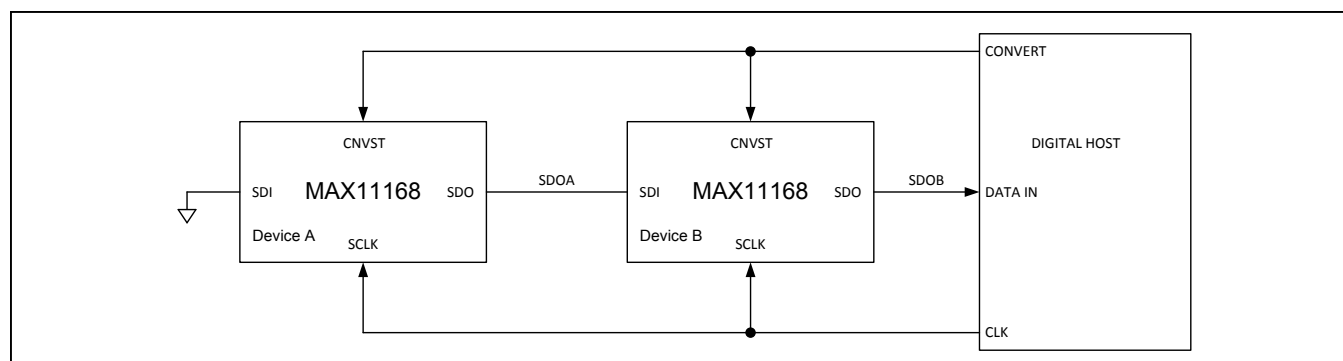 CONVERT
CNVST
CNVST
DIGITAL HOST
SDI
MAX11168
SDO
SDOA
SDI
MAX11168
SDO
SDOB
DATA IN
Device A
SCLK
Device B
SCLK
CLK